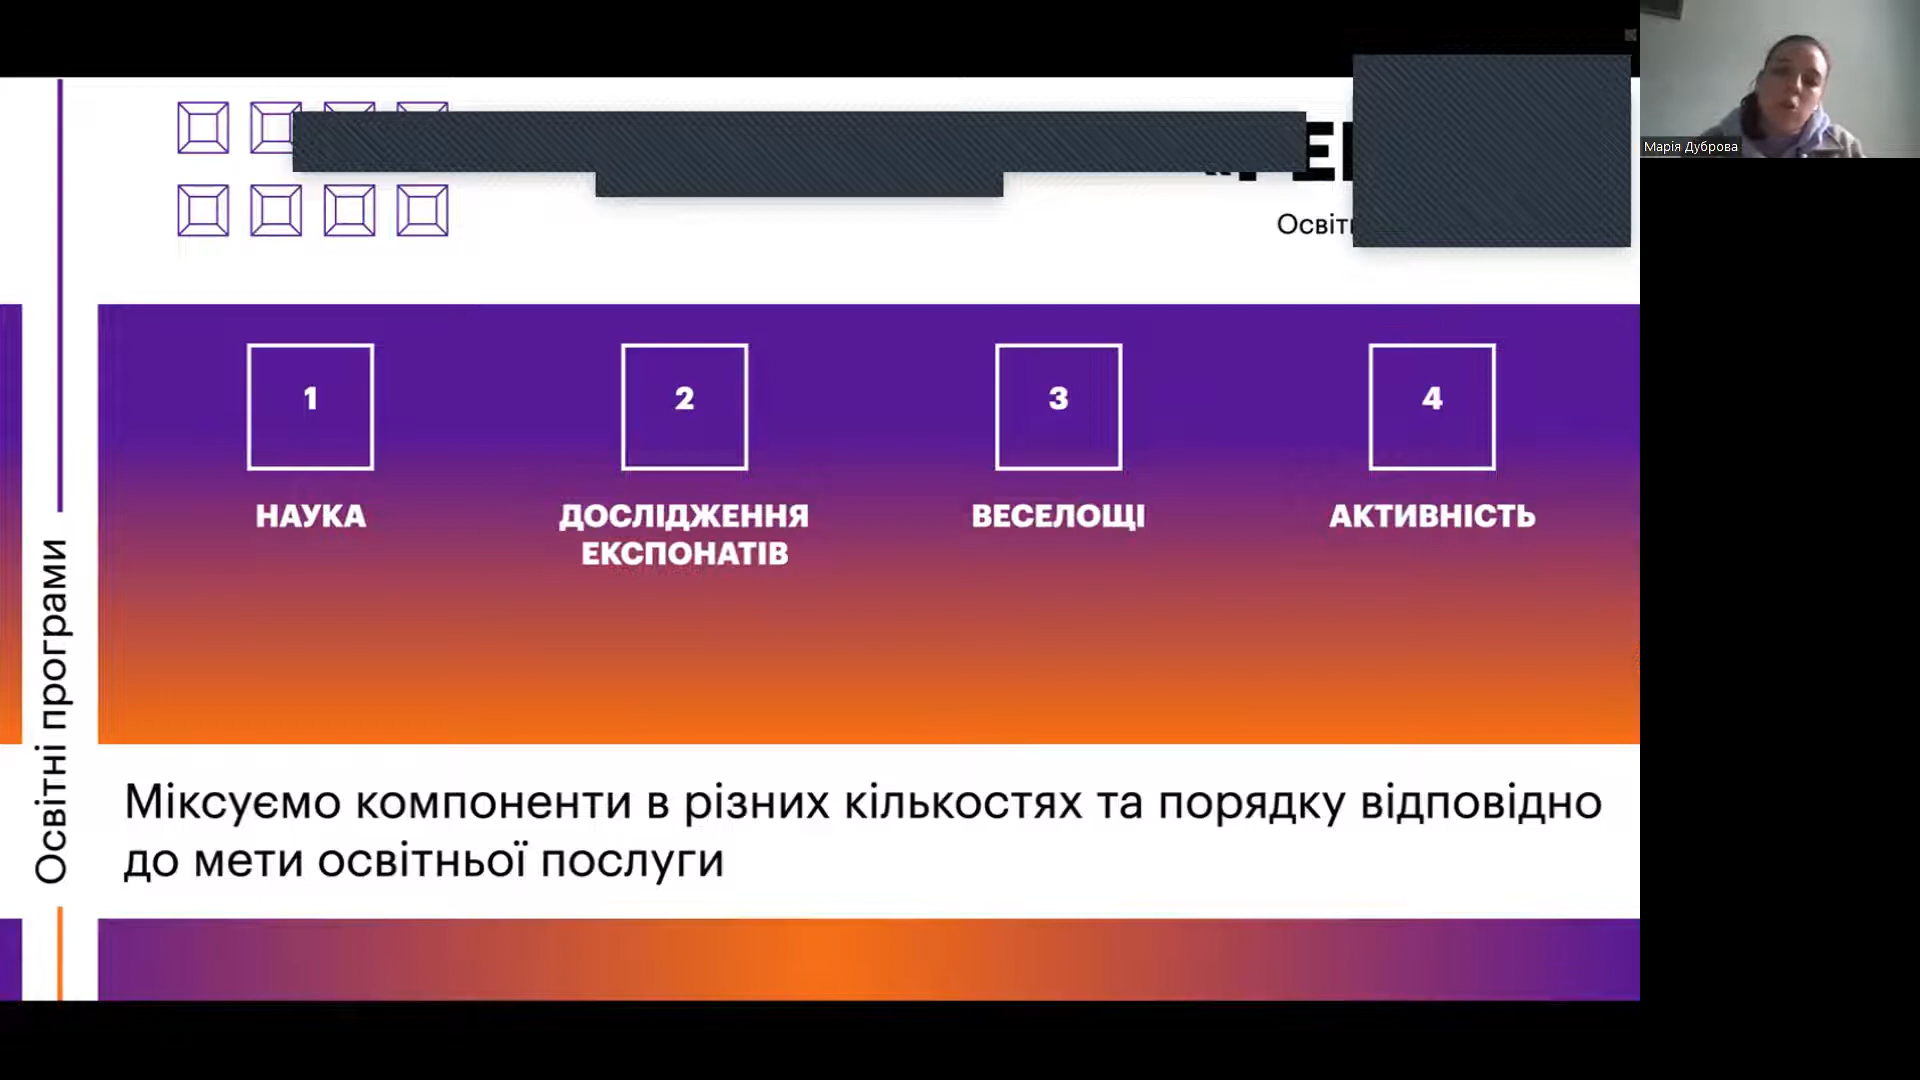 Марія Дуброва
1
2
3
4
НАУКА
ДОСЛІДЖЕННЯ
ЕКСПОНАТІВ
ВЕСЕЛОЩІ
АКТИВНІСТЬ
Освітні програми
Міксуємо компоненти в різних кількостях та порядку відповідно
до мети освітньої послуги